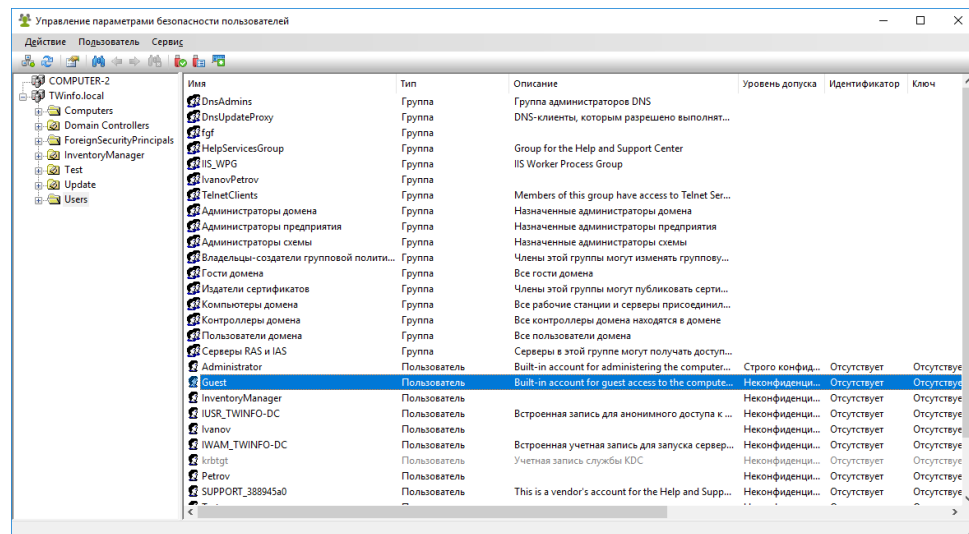 Управление параметрами безопасности пользователей
Действие Пользователь Сервис
COMPUTER-2
TWinfo.local
Computers
Domain Controllers
ForeignSecurityPrincipals
InventoryManager
Test
Update
Users
Имя Тип Описание Уровень допуска Идентификатор Ключ
DnsAdmins Группа Группа администраторов DNS
DnsUpdateProxy Группа DNS-клиенты, которым разрешено выполнят...
fgf Группа
HelpServicesGroup Группа Group for the Help and Support Center
IIS_WPG Группа IIS Worker Process Group
IvanovPetrov Группа
TelnetClients Группа Members of this group have access to Telnet Ser...
Администраторы домена Группа Назначенные администраторы домена
Администраторы предприятия Группа Назначенные администраторы предприятия
Администраторы схемы Группа Назначенные администраторы схемы
Владельцы-создатели групповой полити... Группа Члены этой группы могут изменять группову...
Гости домена Группа Все гости домена
Издатели сертификатов Группа Члены этой группы могут публиковать серти...
Компьютеры домена Группа Все рабочие станции и серверы присоединил...
Контроллеры домена Группа Все контроллеры домена находятся в домене
Пользователи домена Группа Все пользователи домена
Серверы RAS и IAS Группа Серверы в этой группе могут получать доступ...
Administrator Пользователь Built-in account for administering the computer... Строго конфид... Отсутствует Отсутствуе
Guest Пользователь Built-in account for guest access to the compute... Неконфиденци... Отсутствует Отсутствуе
InventoryManager Пользователь Неконфиденци... Отсутствует Отсутствуе
IUSR_TWINFO-DC Пользователь Встроенная запись для анонимного доступа к ... Неконфиденци... Отсутствует Отсутствуе
Ivanov Пользователь Неконфиденци... Отсутствует Отсутствуе
IWAM_TWINFO-DC Пользователь Встроенная учетная запись для запуска сервер... Неконфиденци... Отсутствует Отсутствуе
krbtgt Пользователь Учетная запись службы KDC Неконфиденци... Отсутствует Отсутствуе
Petrov Пользователь Неконфиденци... Отсутствует Отсутствуе
SUPPORT_388945a0 Пользователь This is a vendor's account for the Help and Supp... Неконфиденци... Отсутствует Отсутствуе